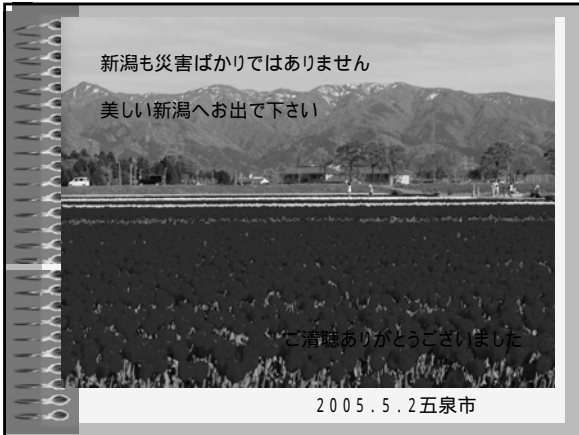 新潟も災害ばかりではありません
美しい新潟へお出で下さい
ご清聴ありがとうございました
2005.5.2五泉市